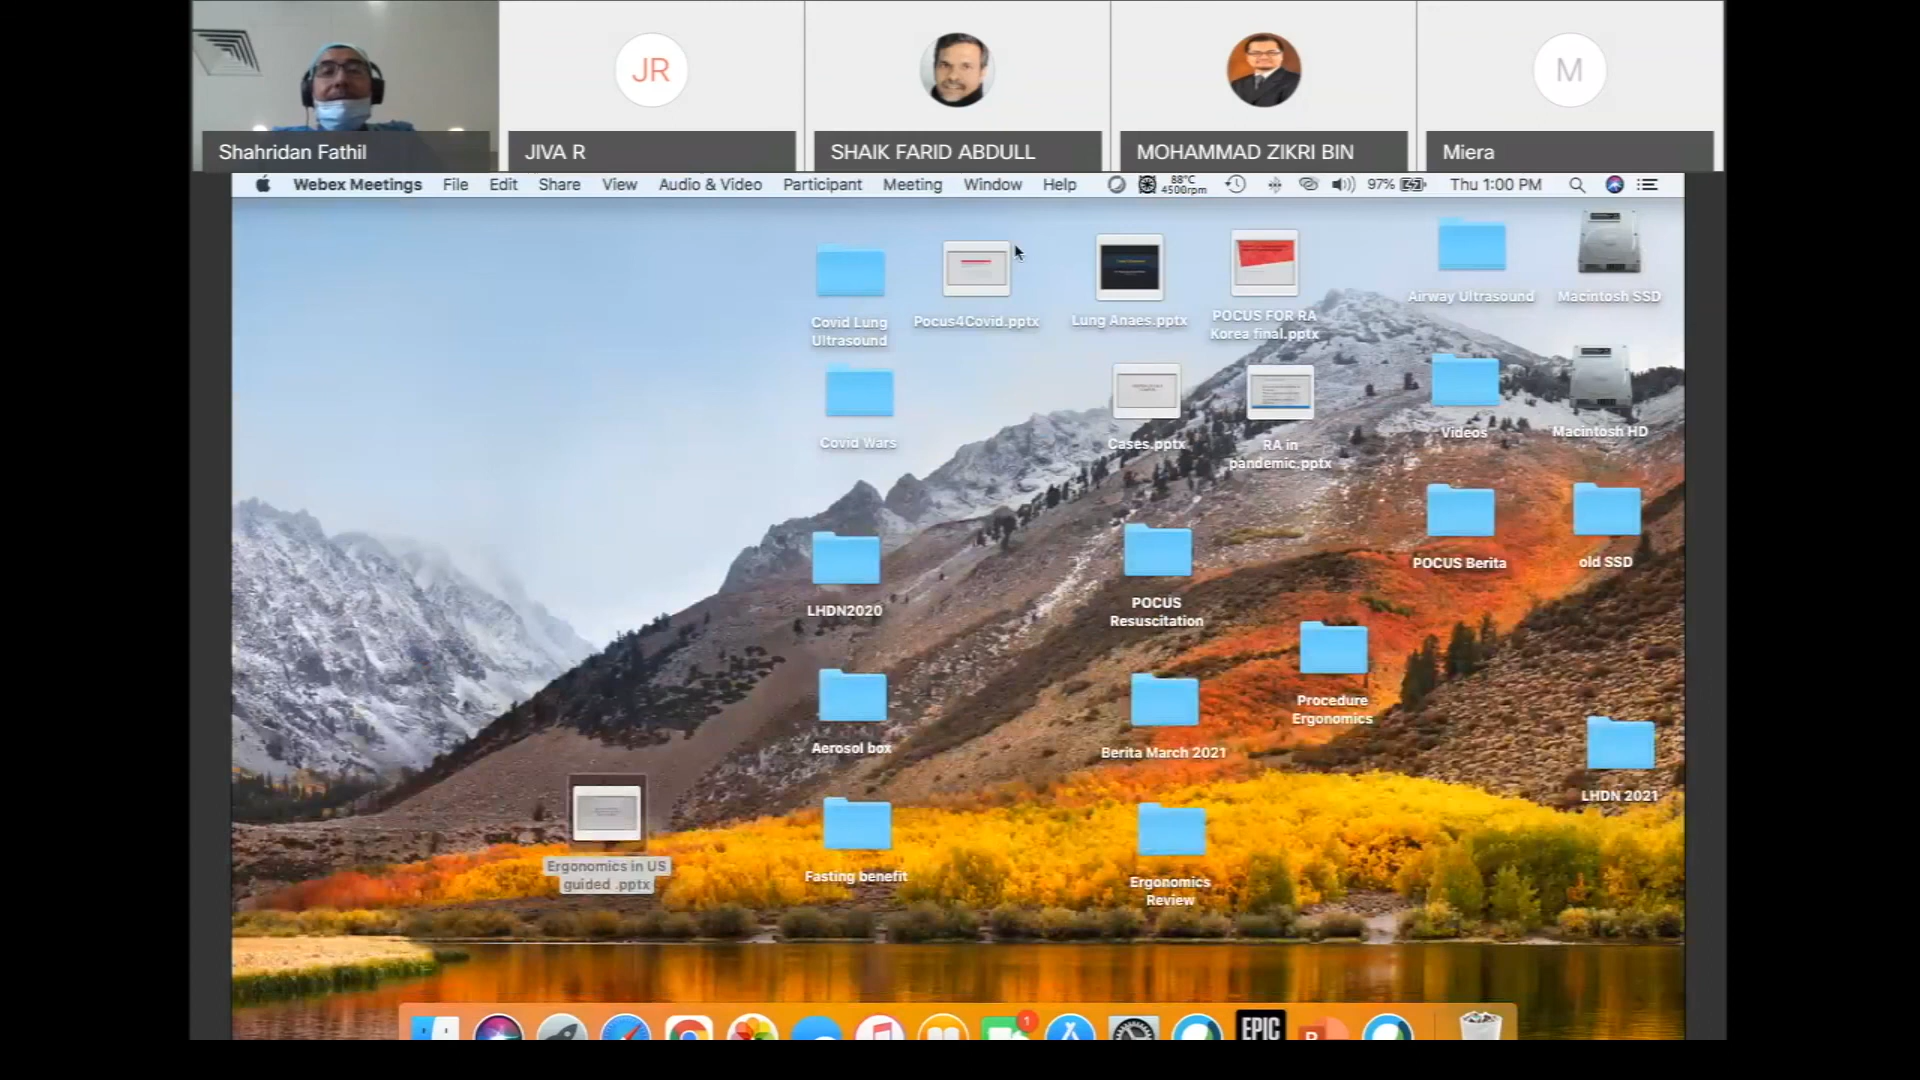 JR
M
Shahridan Fathil
JIVA R
SHAIK FARID ABDULL
MOHAMMAD ZIKRI BIN
Miera
Webex Meetings File Edit Share View Audio & Video Participant Meeting Window Help 88°C 4500rpm 97% Thu 1:00 PM
Covid Lung
Ultrasound
Pocus4Covid.pptx
Lung Anaes.pptx
POCUS FOR RA
Korea final.pptx
Airway Ultrasound
Macintosh SSD
Covid Wars
Cases.pptx
RA in
pandemic.pptx
Videos
Macintosh HD
POCUS Berita
old SSD
LHDN2020
POCUS
Resuscitation
Procedure
Ergonomics
Aerosol box
Berita March 2021
LHDN 2021
Ergonomics in US
guided .pptx
Fasting benefit
Ergonomics
Review
1
EPIC